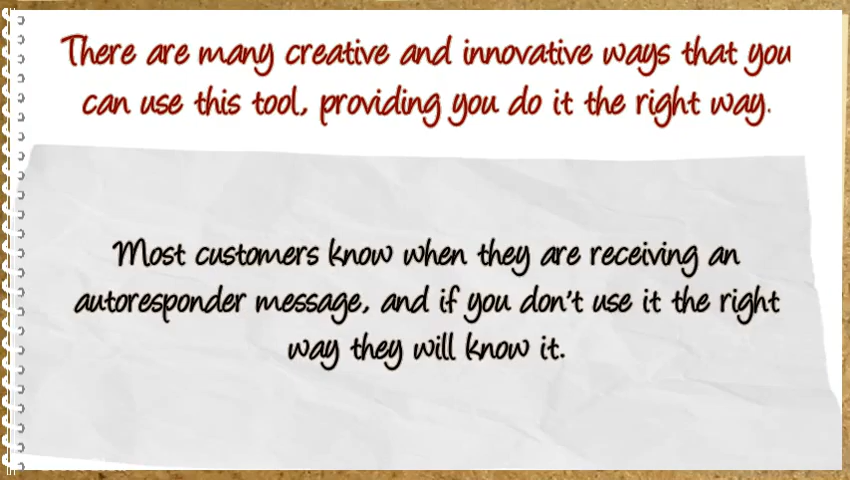 There are many creative and innovative ways that you
can use this tool, providing you do it the right way.
Most customers know when they are receiving an
autoresponder message, and if you don't use it the right
way they will know it.